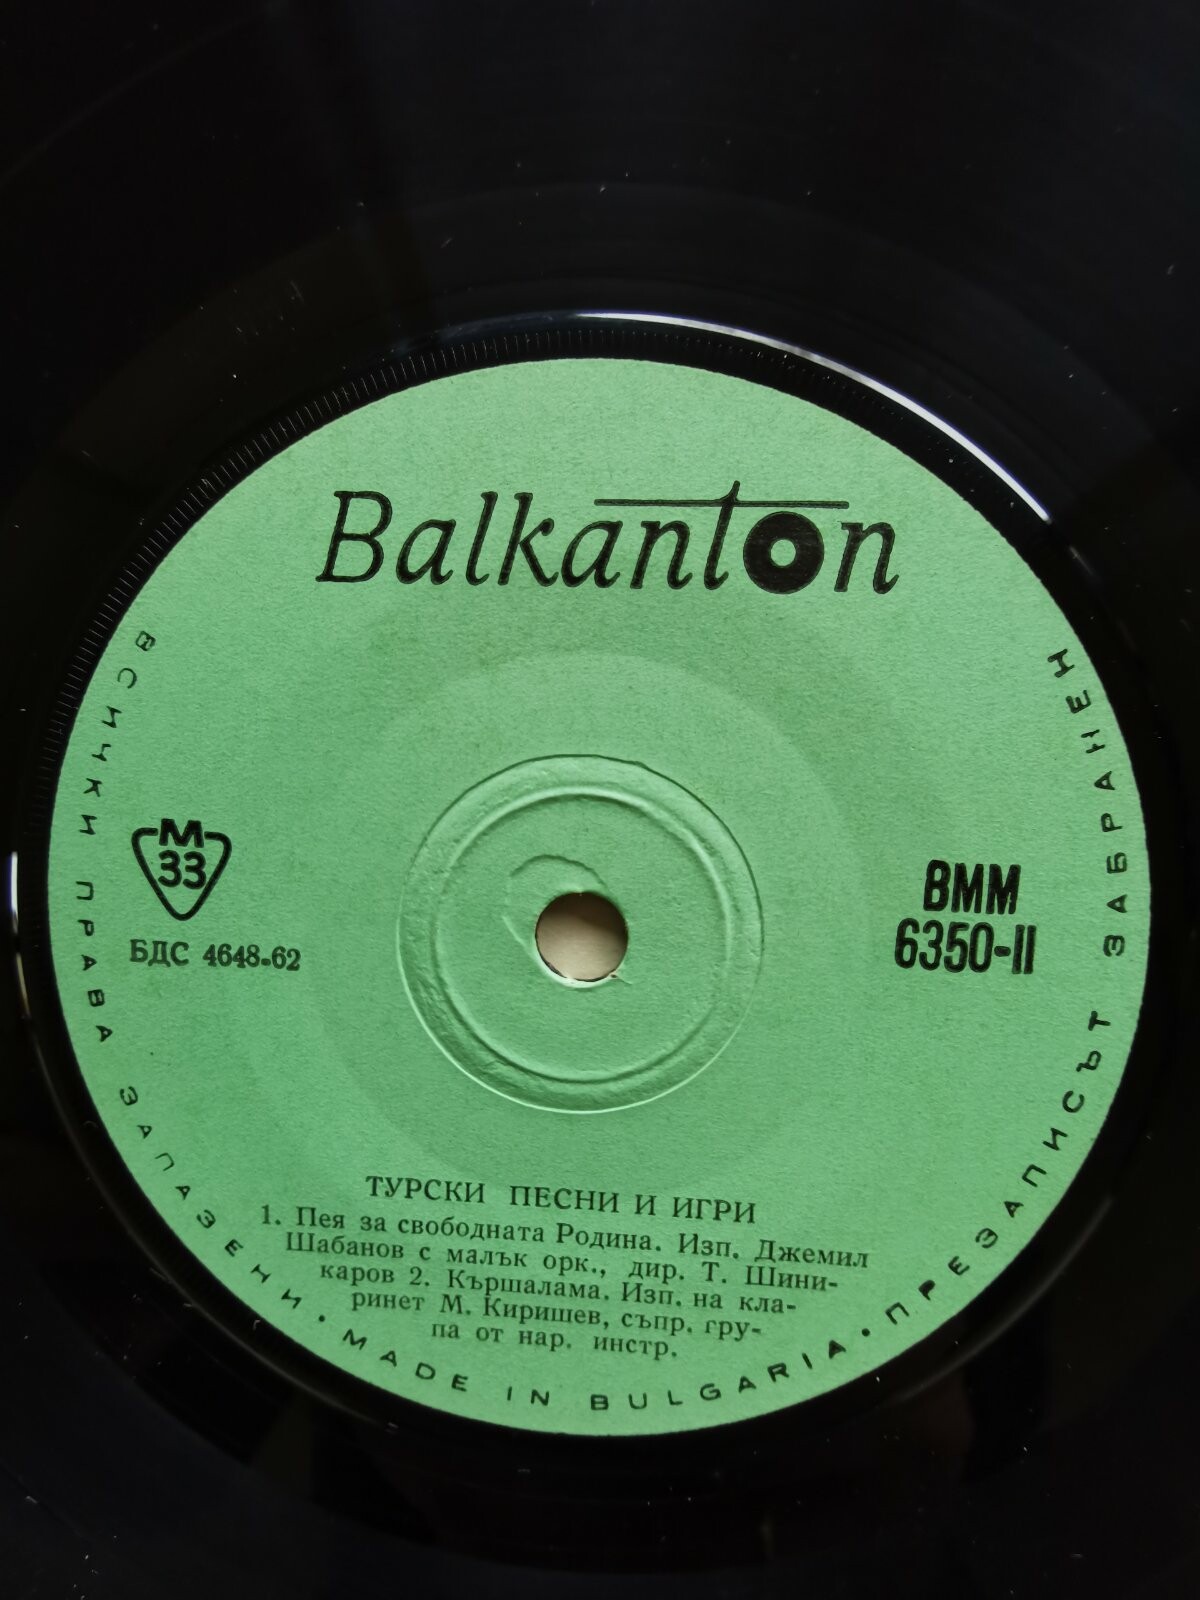 Balkanton
М
33
БДС 4648-62
ВММ
6350-II
ТУРСКИ ПЕСНИ И ИГРИ
1. Пея за свободната Родина. Изп. Джемил
Шабанов с малък орк., дир. Т. Шини-
каров 2. Кършалама. Изп. на кла-
ринет М. Киришев, съпр. гру-
па от нар. инстр.
ВСИЧКИ ПРАВА ЗАПАЗЕНИ • MADE IN BULGARIA • ПРЕЗАПИСЪТ ЗАБРАНЕН